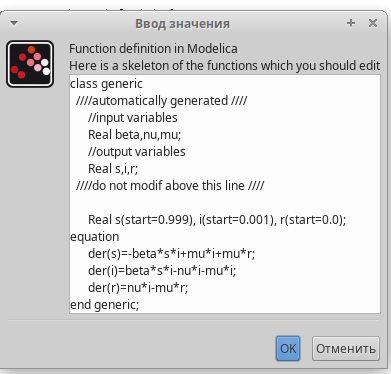 Ввод значения
Function definition in Modelica
Here is a skeleton of the functions which you should edit
class generic
////automatically generated ////
//input variables
Real beta,nu,mu;
//output variables
Real s,i,r;
////do not modif above this line ////
Real s(start=0.999), i(start=0.001), r(start=0.0);
equation
der(s)=-beta*s*i+mu*i+mu*r;
der(i)=beta*s*i-nu*i-mu*i;
der(r)=nu*i-mu*r;
end generic;
OK Отменить